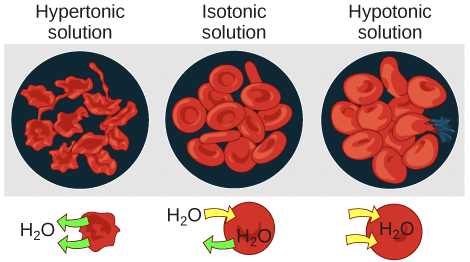 Hypertonic
solution
Isotonic
solution
Hypotonic
solution
H₂O
H₂O
H₂O
H₂O